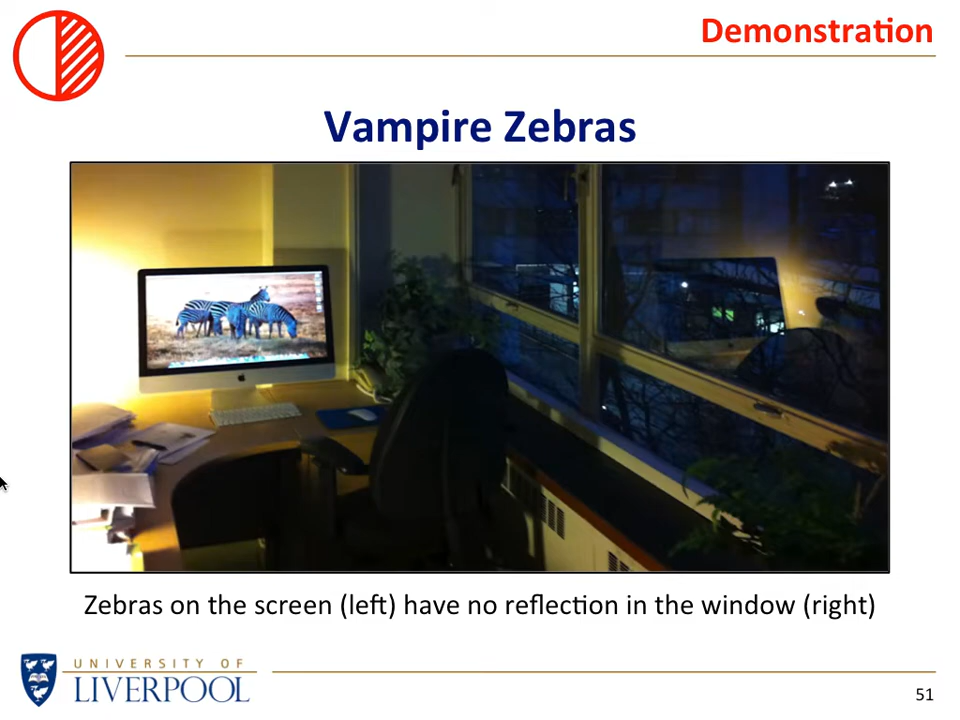 Demonstration
Vampire Zebras
Zebras on the screen (left) have no reflection in the window (right)
UNIVERSITY OF
LIVERPOOL
51